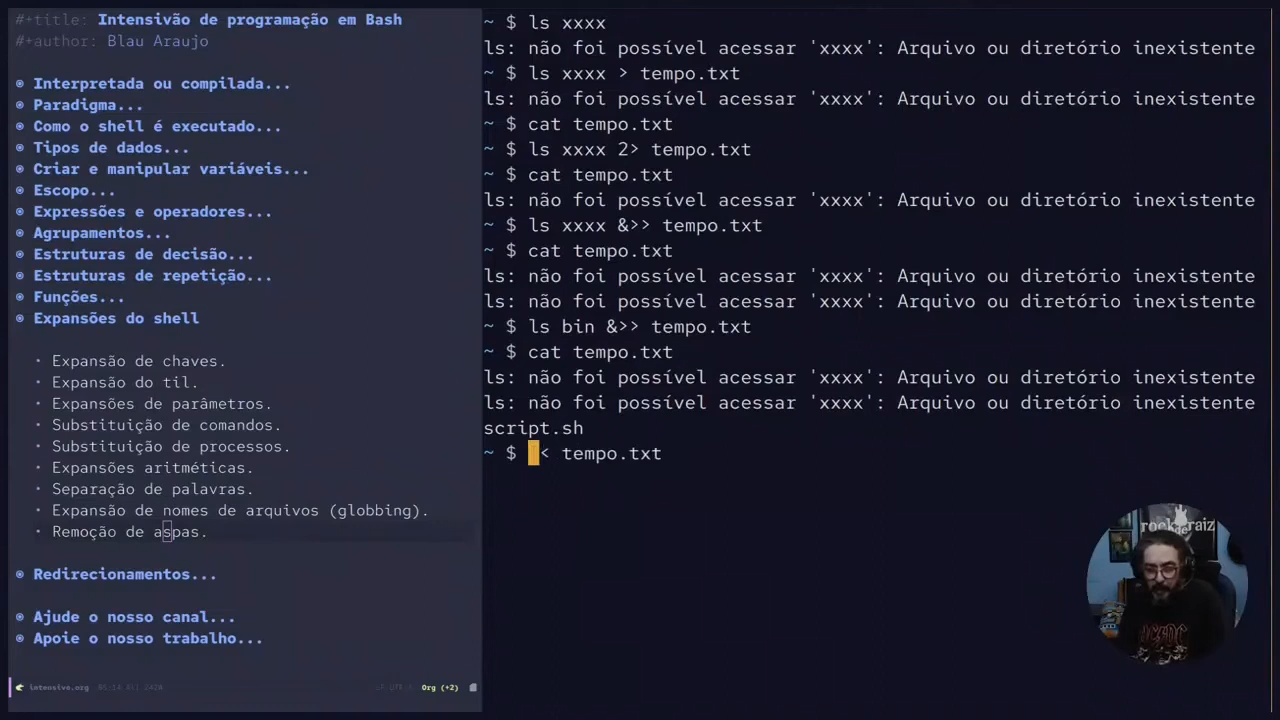 #+title: Intensivão de programação em Bash
#+author: Blau Araujo
Interpretada ou compilada...
Paradigma...
Como o shell é executado...
Tipos de dados...
Criar e manipular variáveis...
Escopo...
Expressões e operadores...
Agrupamentos...
Estruturas de decisão...
Estruturas de repetição...
Funções...
Expansões do shell
• Expansão de chaves.
• Expansão do til.
• Expansões de parâmetros.
• Substituição de comandos.
• Substituição de processos.
• Expansões aritméticas.
• Separação de palavras.
• Expansão de nomes de arquivos (globbing).
• Remoção de aspas.
Redirecionamentos...
Ajude o nosso canal...
Apoie o nosso trabalho...
intensivo.org
Org (+2)
~ $ ls xxxx
ls: não foi possível acessar 'xxxx': Arquivo ou diretório inexistente
~ $ ls xxxx > tempo.txt
ls: não foi possível acessar 'xxxx': Arquivo ou diretório inexistente
~ $ cat tempo.txt
~ $ ls xxxx 2> tempo.txt
~ $ cat tempo.txt
ls: não foi possível acessar 'xxxx': Arquivo ou diretório inexistente
~ $ ls xxxx &>> tempo.txt
~ $ cat tempo.txt
ls: não foi possível acessar 'xxxx': Arquivo ou diretório inexistente
ls: não foi possível acessar 'xxxx': Arquivo ou diretório inexistente
~ $ ls bin &>> tempo.txt
~ $ cat tempo.txt
ls: não foi possível acessar 'xxxx': Arquivo ou diretório inexistente
ls: não foi possível acessar 'xxxx': Arquivo ou diretório inexistente
script.sh
~ $ < tempo.txt
rock de raiz
AC/DC